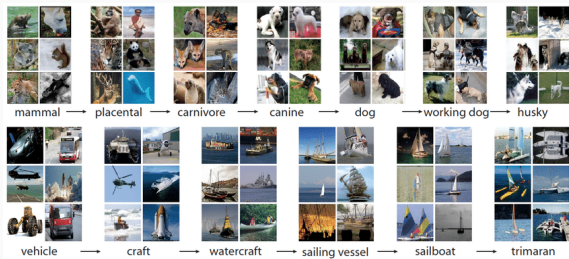 mammal → placental → carnivore → canine → dog → working dog → husky
vehicle → craft → watercraft → sailing vessel → sailboat → trimaran